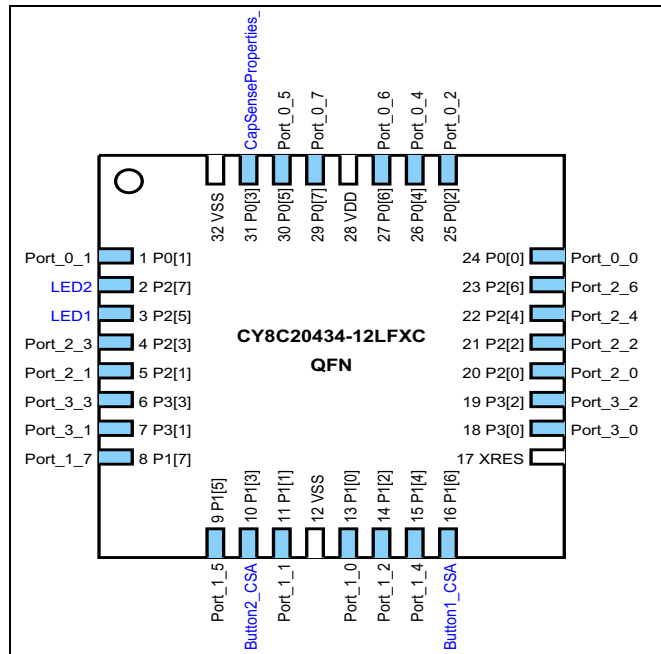 CapSenseProperties_
Port_0_5
Port_0_7
Port_0_6
Port_0_4
Port_0_2
32 VSS
31 P0[3]
30 P0[5]
29 P0[7]
28 VDD
27 P0[6]
26 P0[4]
25 P0[2]
Port_0_1 1 P0[1]
LED2 2 P2[7]
LED1 3 P2[5]
Port_2_3 4 P2[3]
Port_2_1 5 P2[1]
Port_3_3 6 P3[3]
Port_3_1 7 P3[1]
Port_1_7 8 P1[7]
CY8C20434-12LFXC
QFN
24 P0[0] Port_0_0
23 P2[6] Port_2_6
22 P2[4] Port_2_4
21 P2[2] Port_2_2
20 P2[0] Port_2_0
19 P3[2] Port_3_2
18 P3[0] Port_3_0
17 XRES
9 P1[5]
10 P1[3]
11 P1[1]
12 VSS
13 P1[0]
14 P1[2]
15 P1[4]
16 P1[6]
Port_1_5
Button2_CSA
Port_1_1
Port_1_0
Port_1_2
Port_1_4
Button1_CSA